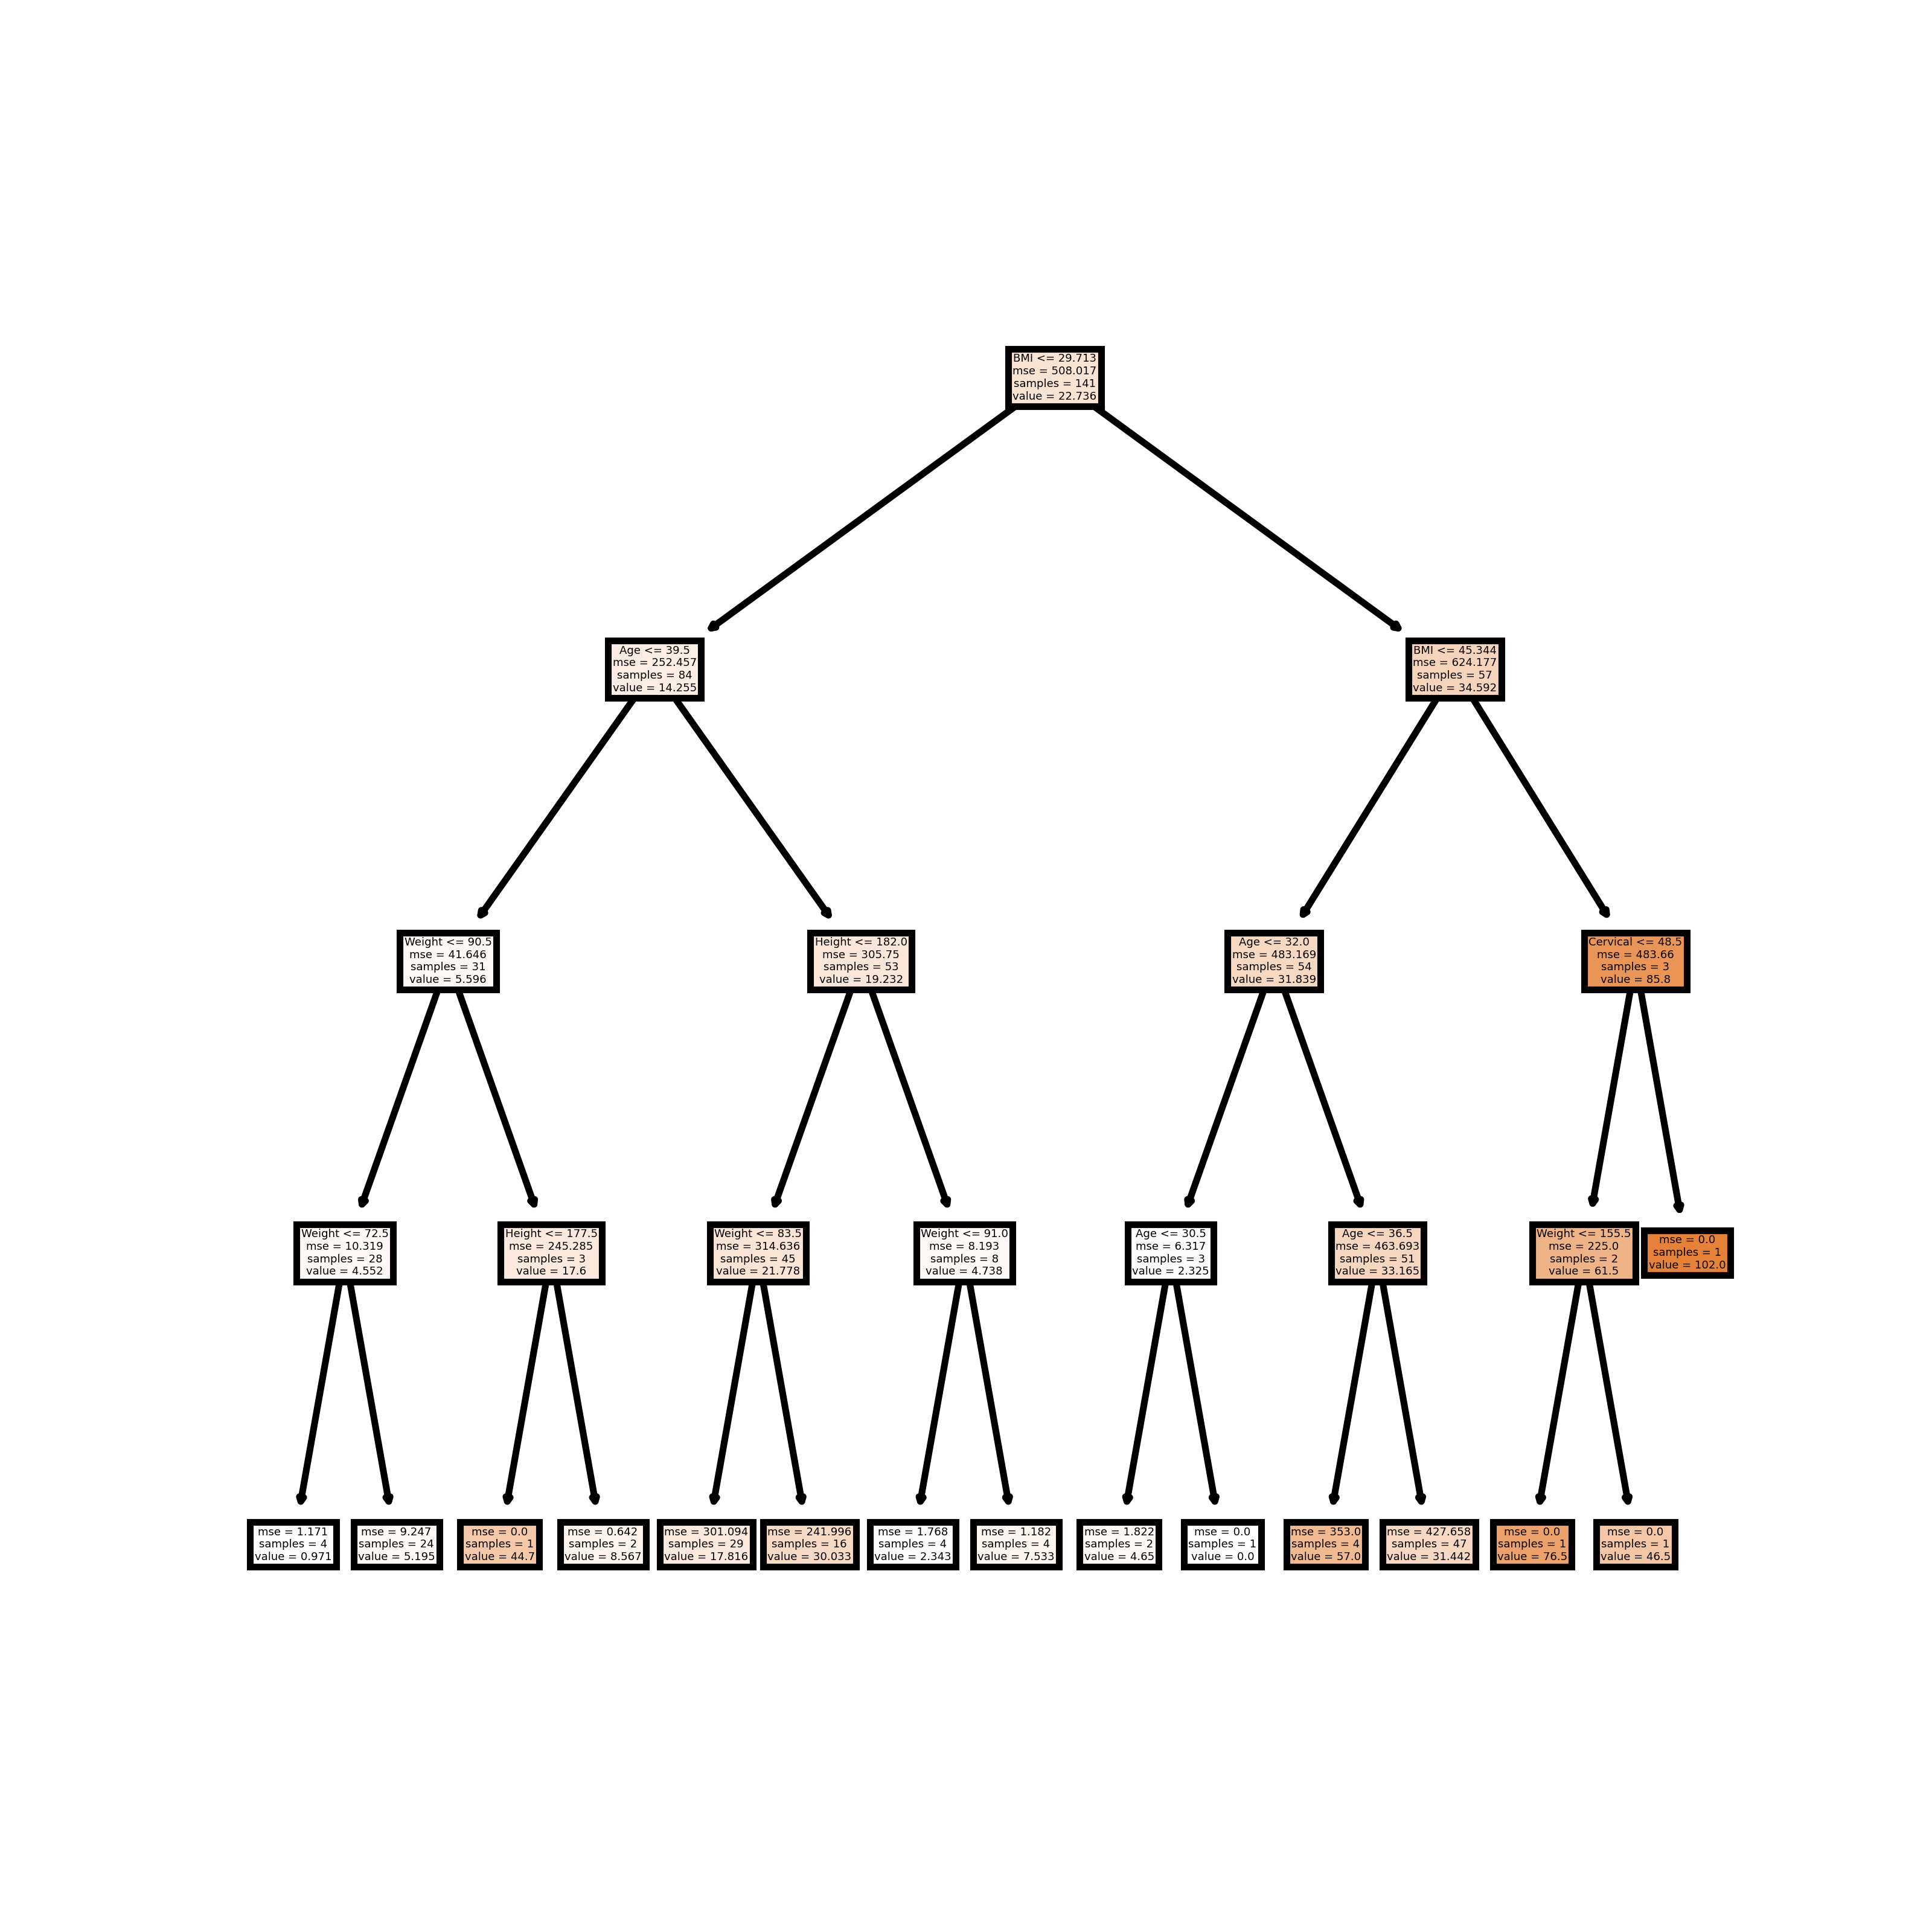 BMI <= 29.713
mse = 508.017
samples = 141
value = 22.736
Age <= 39.5
mse = 252.457
samples = 84
value = 14.255
BMI <= 45.344
mse = 624.177
samples = 57
value = 34.592
Weight <= 90.5
mse = 41.646
samples = 31
value = 5.596
Height <= 182.0
mse = 305.75
samples = 53
value = 19.232
Age <= 32.0
mse = 483.169
samples = 54
value = 31.839
Cervical <= 48.5
mse = 483.66
samples = 3
value = 85.8
Weight <= 72.5
mse = 10.319
samples = 28
value = 4.552
Height <= 177.5
mse = 245.285
samples = 3
value = 17.6
Weight <= 83.5
mse = 314.636
samples = 45
value = 21.778
Weight <= 91.0
mse = 8.193
samples = 8
value = 4.738
Age <= 30.5
mse = 6.317
samples = 3
value = 2.325
Age <= 36.5
mse = 463.693
samples = 51
value = 33.165
Weight <= 155.5
mse = 225.0
samples = 2
value = 61.5
mse = 0.0
samples = 1
value = 102.0
mse = 1.171
samples = 4
value = 0.971
mse = 9.247
samples = 24
value = 5.195
mse = 0.0
samples = 1
value = 44.7
mse = 0.642
samples = 2
value = 8.567
mse = 301.094
samples = 29
value = 17.816
mse = 241.996
samples = 16
value = 30.033
mse = 1.768
samples = 4
value = 2.343
mse = 1.182
samples = 4
value = 7.533
mse = 1.822
samples = 2
value = 4.65
mse = 0.0
samples = 1
value = 0.0
mse = 353.0
samples = 4
value = 57.0
mse = 427.658
samples = 47
value = 31.442
mse = 0.0
samples = 1
value = 76.5
mse = 0.0
samples = 1
value = 46.5